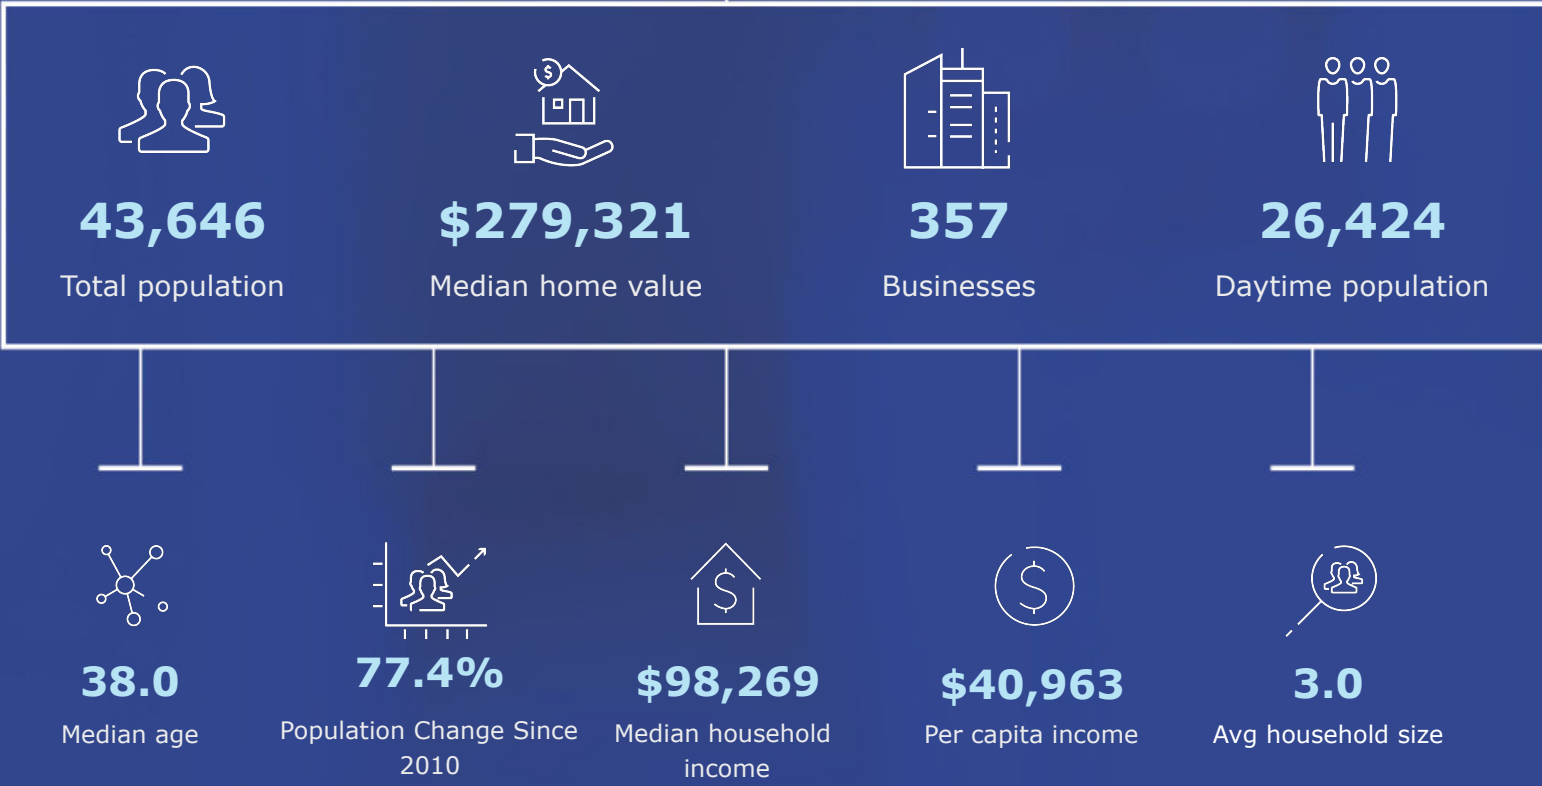 43,646
Total population
$279,321
Median home value
357
Businesses
26,424
Daytime population
38.0
Median age
77.4%
Population Change Since
2010
$98,269
Median household
income
$40,963
Per capita income
3.0
Avg household size